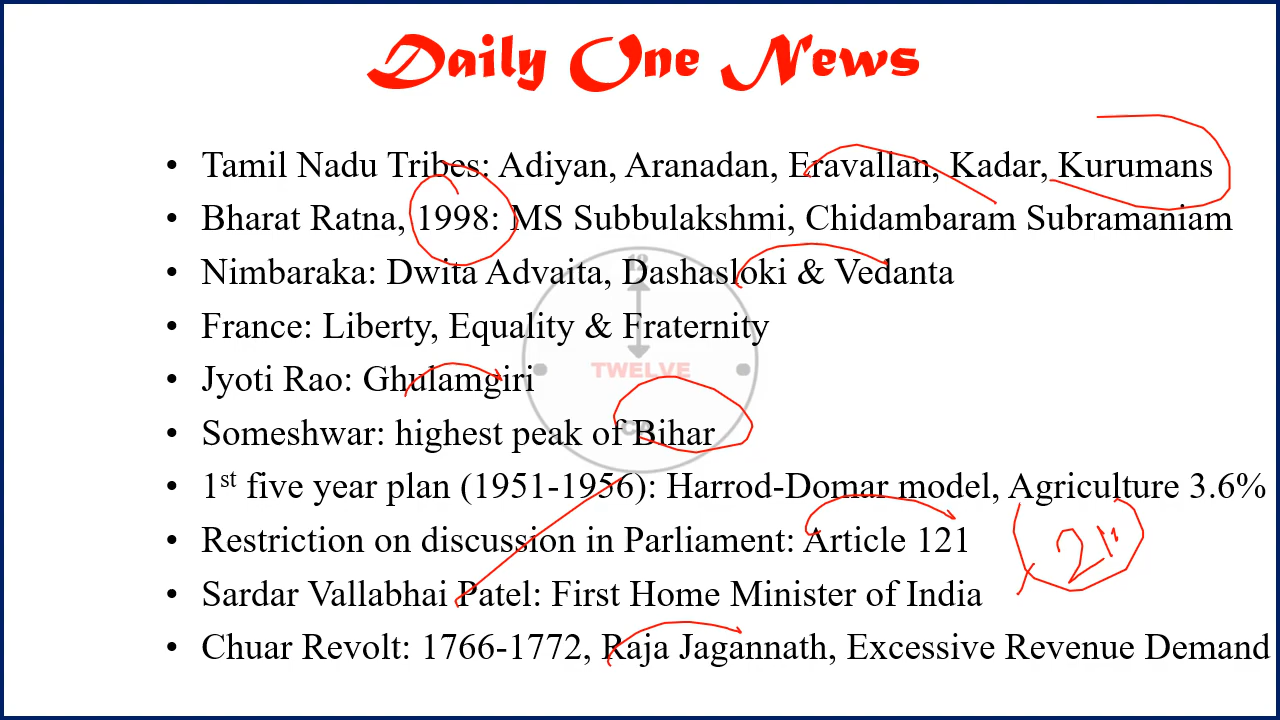 Daily One News
• Tamil Nadu Tribes: Adiyan, Aranadan, Eravallan, Kadar, Kurumans
• Bharat Ratna, 1998: MS Subbulakshmi, Chidambaram Subramaniam
12
• Nimbaraka: Dwita Advaita, Dashasloki & Vedanta
• France: Liberty, Equality & Fraternity
TWELVE
• Jyoti Rao: Ghulamgiri
• Someshwar: highest peak of Bihar
• 1st five year plan (1951-1956): Harrod-Domar model, Agriculture 3.6%
• Restriction on discussion in Parliament: Article 121
• Sardar Vallabhai Patel: First Home Minister of India
• Chuar Revolt: 1766-1772, Raja Jagannath, Excessive Revenue Demand